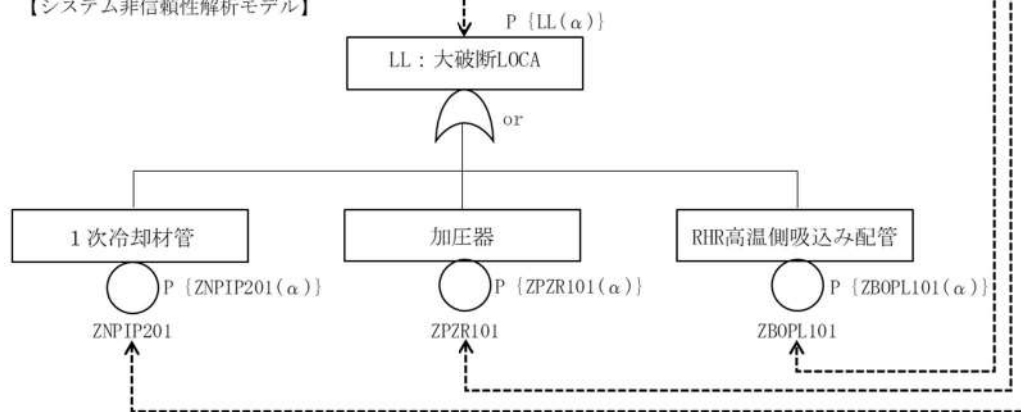 【システム非信頼性解析モデル】
P {LL(α)}
LL：大破断LOCA
or
1次冷却材管
加圧器
RHR高温側吸込み配管
P {ZNPIP201(α)}
P {ZPZR101(α)}
P {ZBOPL101(α)}
ZNPIP201
ZPZR101
ZBOPL101